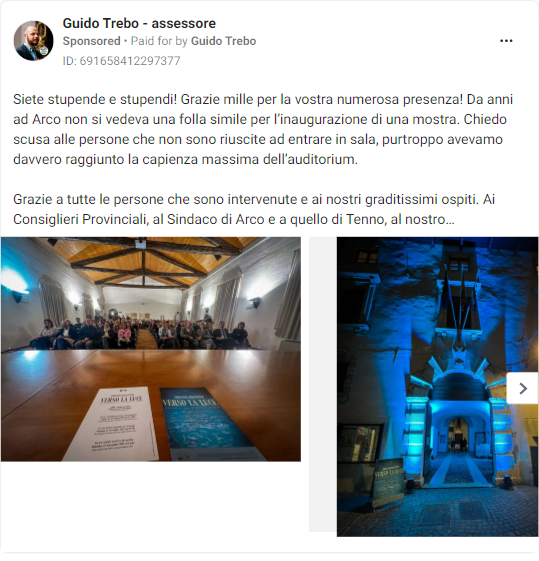 Guido Trebo - assessore
Sponsored • Paid for by Guido Trebo
ID: 691658412297377
Siete stupende e stupendi! Grazie mille per la vostra numerosa presenza! Da anni
ad Arco non si vedeva una folla simile per l’inaugurazione di una mostra. Chiedo
scusa alle persone che non sono riuscite ad entrare in sala, purtroppo avevamo
davvero raggiunto la capienza massima dell’auditorium.
Grazie a tutte le persone che sono intervenute e ai nostri graditissimi ospiti. Ai
Consiglieri Provinciali, al Sindaco di Arco e a quello di Tenno, al nostro…
VERSO LA LUCE
VERSO LA LUCE
VERSO LA LUCE